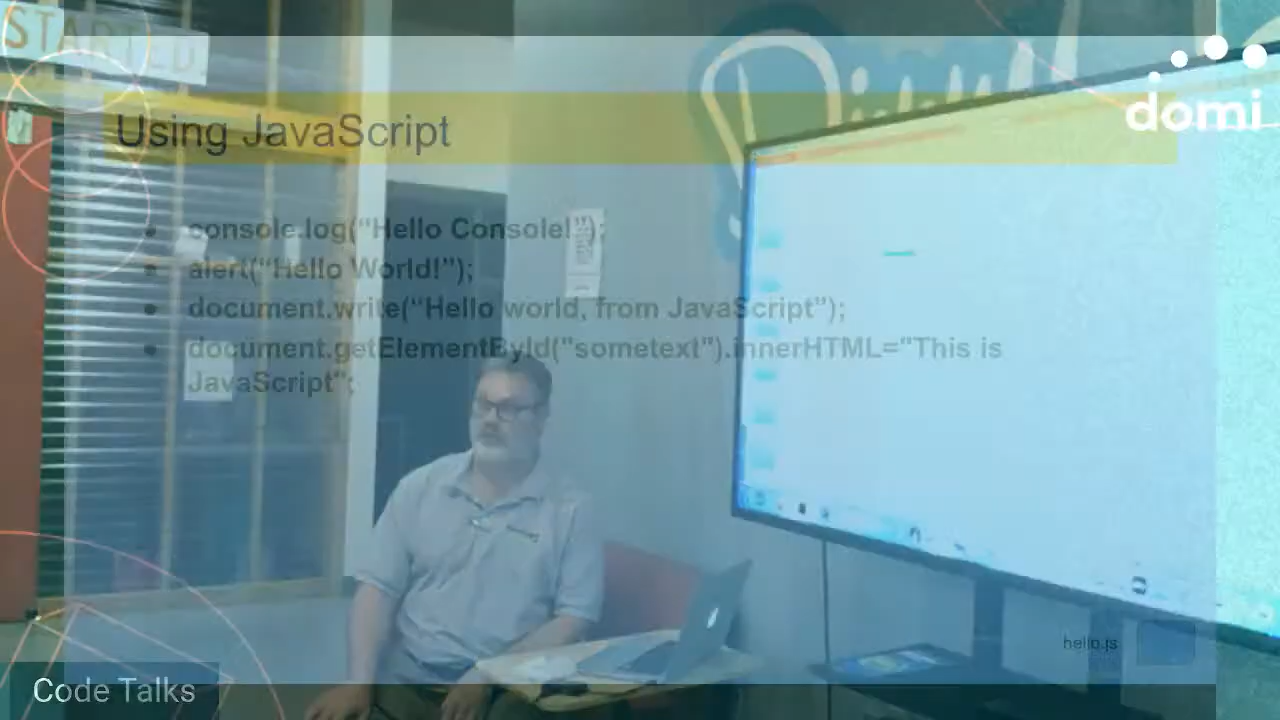 STARTED
domi
Using JavaScript
console.log(“Hello Console!”);
alert(“Hello World!”);
document.write(“Hello world, from JavaScript”);
document.getElementById("sometext").innerHTML="This is
JavaScript";
hello.js
Code Talks